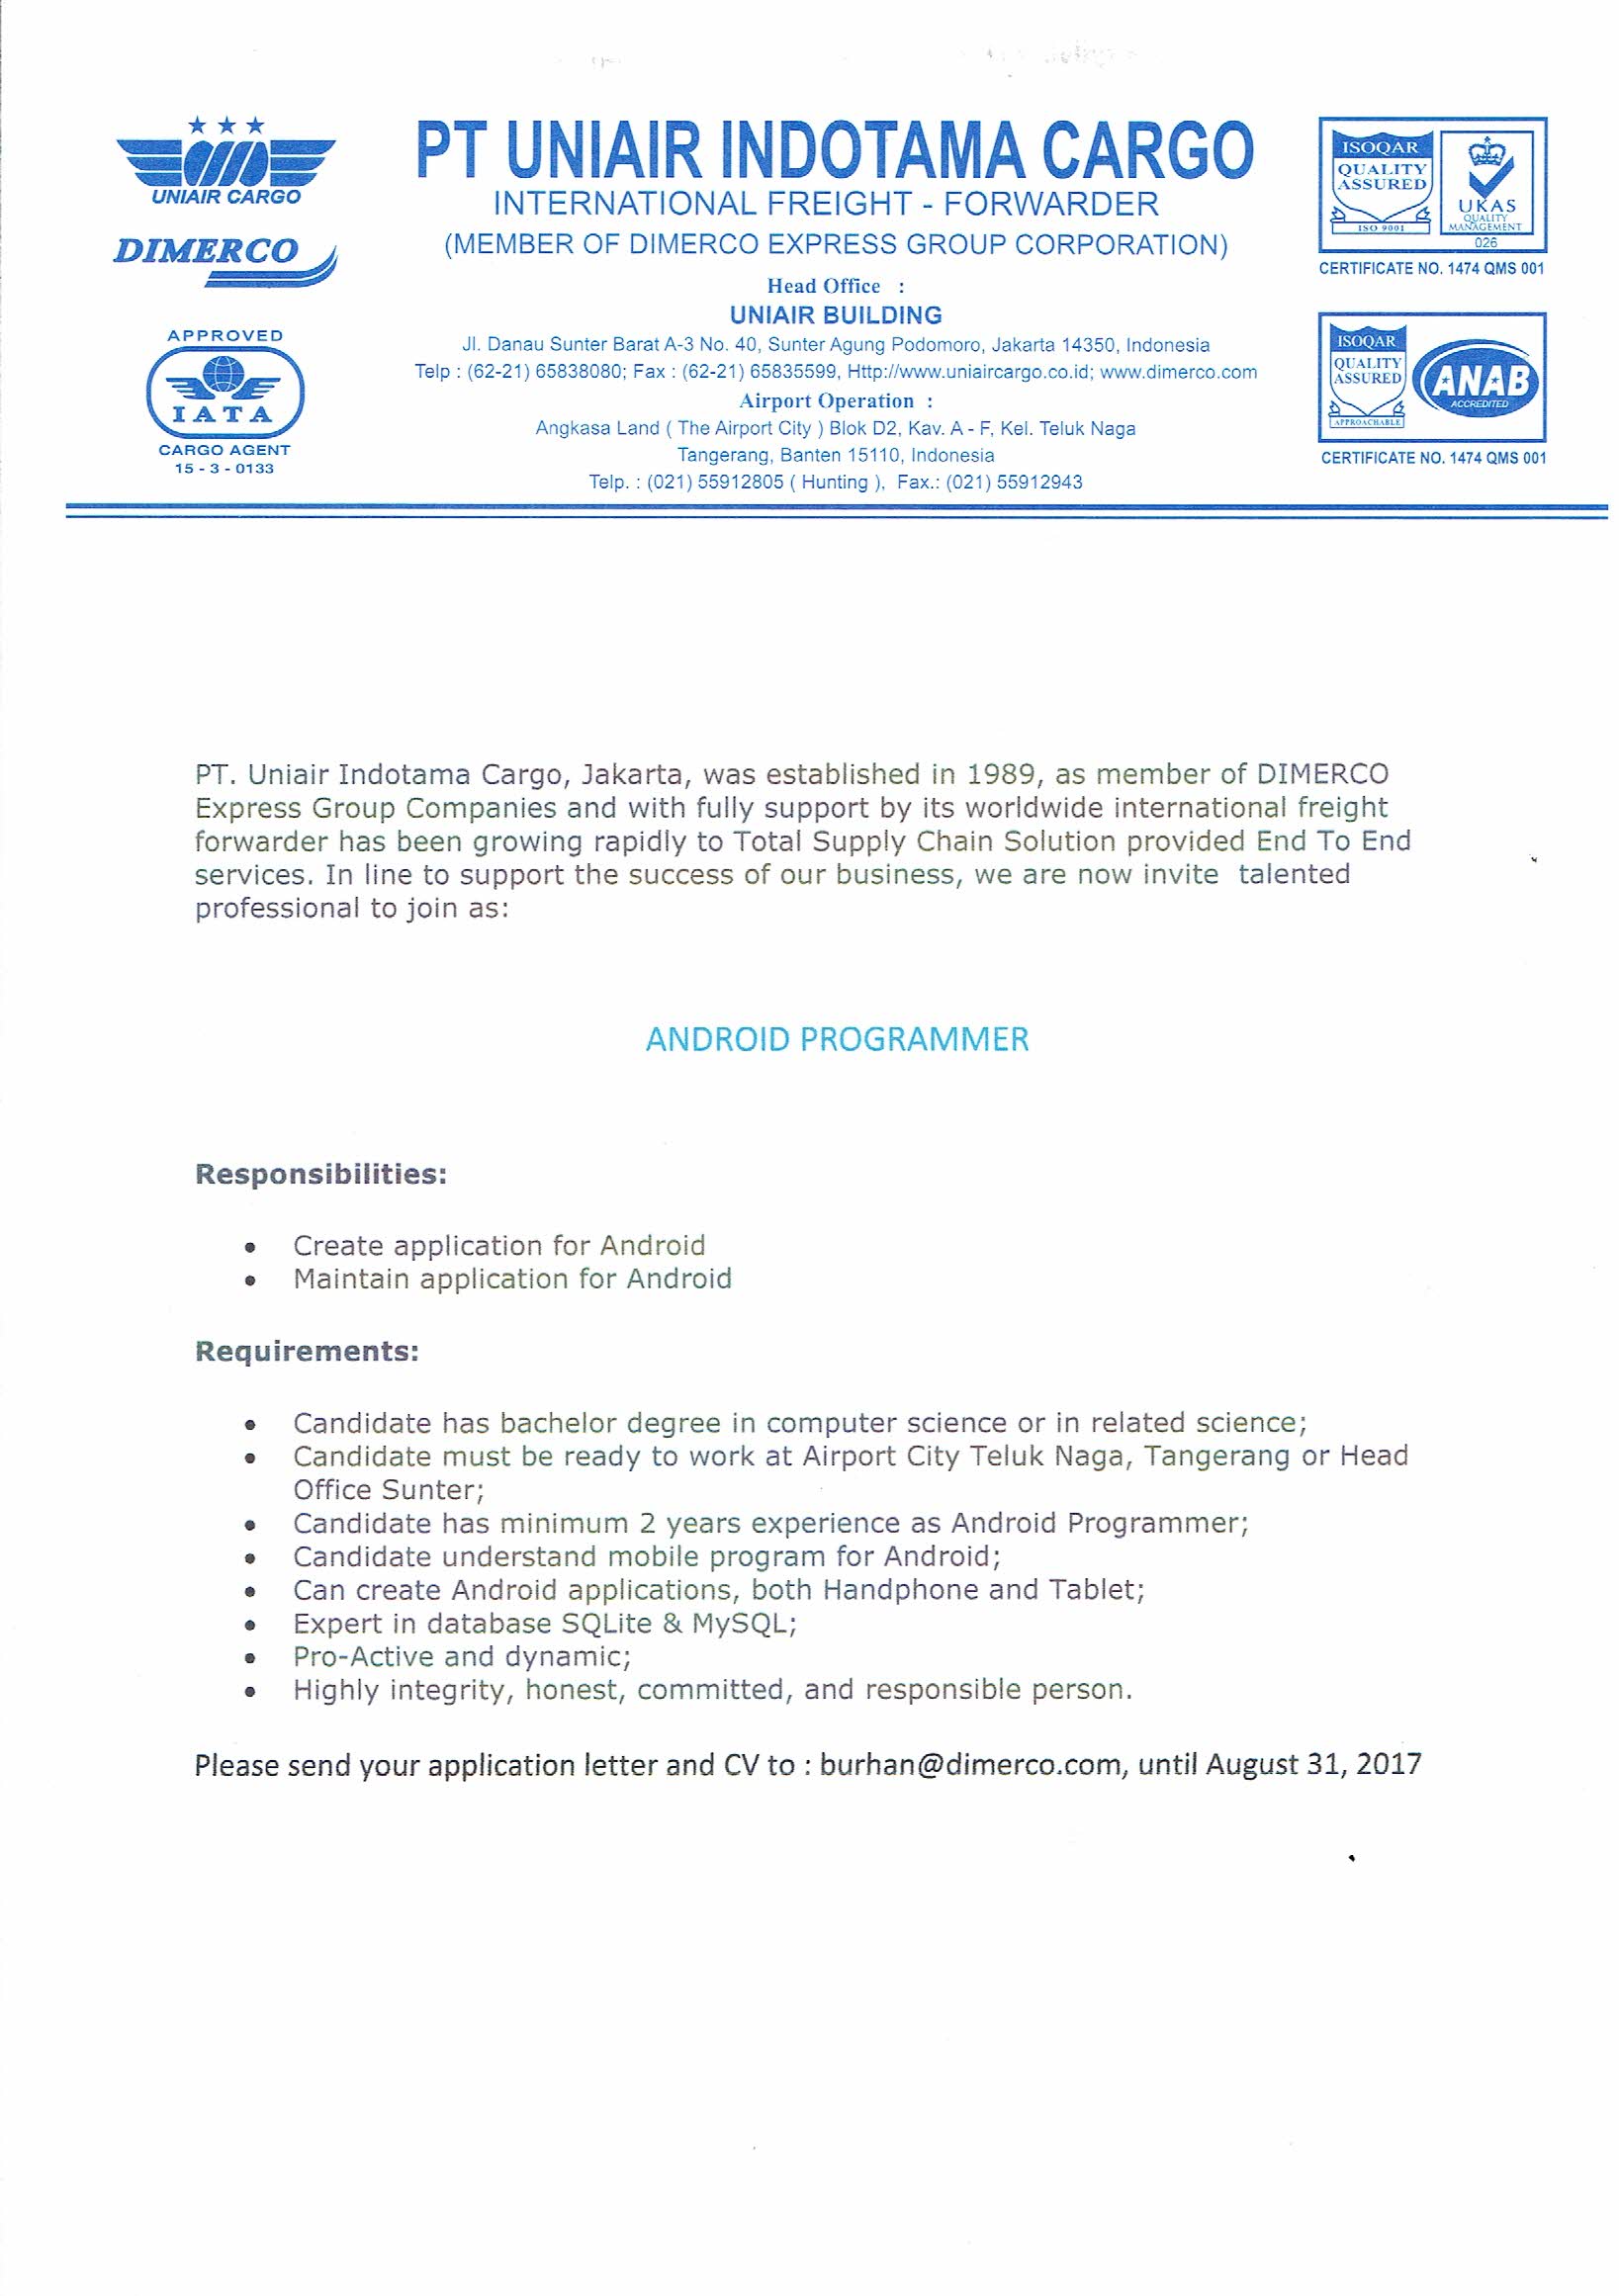 UNIAIR CARGO
DIMERCO
APPROVED
IATA
CARGO AGENT
15 - 3 - 0133
PT UNIAIR INDOTAMA CARGO
INTERNATIONAL FREIGHT - FORWARDER
(MEMBER OF DIMERCO EXPRESS GROUP CORPORATION)
Head Office :
UNIAIR BUILDING
Jl. Danau Sunter Barat A-3 No. 40, Sunter Agung Podomoro, Jakarta 14350, Indonesia
Telp : (62-21) 65838080; Fax : (62-21) 65835599, Http://www.uniaircargo.co.id; www.dimerco.com
Airport Operation :
Angkasa Land ( The Airport City ) Blok D2, Kav. A - F, Kel. Teluk Naga
Tangerang, Banten 15110, Indonesia
Telp. : (021) 55912805 ( Hunting ), Fax.: (021) 55912943
ISOQAR
QUALITY
ASSURED
ISO 9001
UKAS
QUALITY
MANAGEMENT
026
CERTIFICATE NO. 1474 QMS 001
ISOQAR
QUALITY
ASSURED
APPROACHABLE
ANAB
ACCREDITED
CERTIFICATE NO. 1474 QMS 001
PT. Uniair Indotama Cargo, Jakarta, was established in 1989, as member of DIMERCO
Express Group Companies and with fully support by its worldwide international freight
forwarder has been growing rapidly to Total Supply Chain Solution provided End To End
services. In line to support the success of our business, we are now invite talented
professional to join as:
ANDROID PROGRAMMER
Responsibilities:
• Create application for Android
• Maintain application for Android
Requirements:
• Candidate has bachelor degree in computer science or in related science;
• Candidate must be ready to work at Airport City Teluk Naga, Tangerang or Head
Office Sunter;
• Candidate has minimum 2 years experience as Android Programmer;
• Candidate understand mobile program for Android;
• Can create Android applications, both Handphone and Tablet;
• Expert in database SQLite & MySQL;
• Pro-Active and dynamic;
• Highly integrity, honest, committed, and responsible person.
Please send your application letter and CV to : burhan@dimerco.com, until August 31, 2017